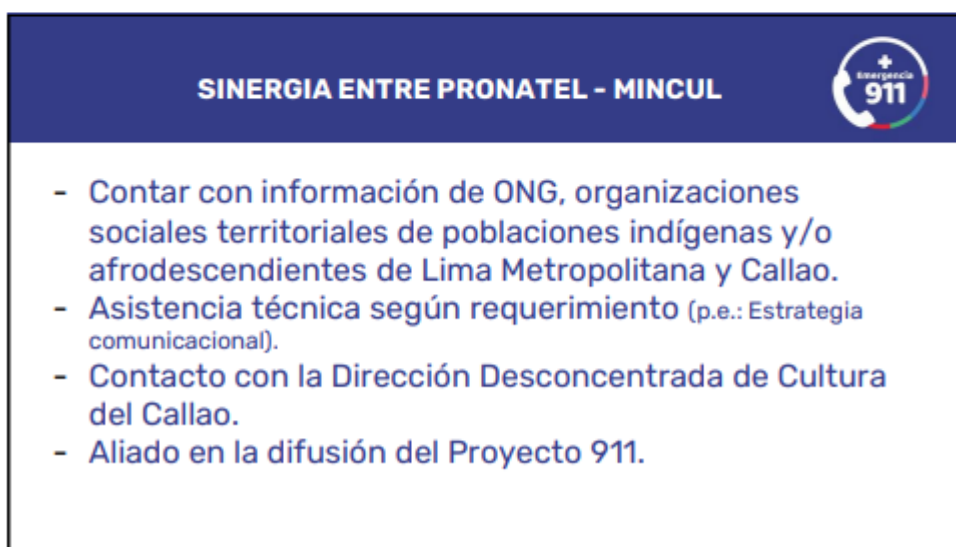 SINERGIA ENTRE PRONATEL - MINCUL
Emergencia
911
- Contar con información de ONG, organizaciones
sociales territoriales de poblaciones indígenas y/o
afrodescendientes de Lima Metropolitana y Callao.
- Asistencia técnica según requerimiento (p.e.: Estrategia
comunicacional).
- Contacto con la Dirección Desconcentrada de Cultura
del Callao.
- Aliado en la difusión del Proyecto 911.